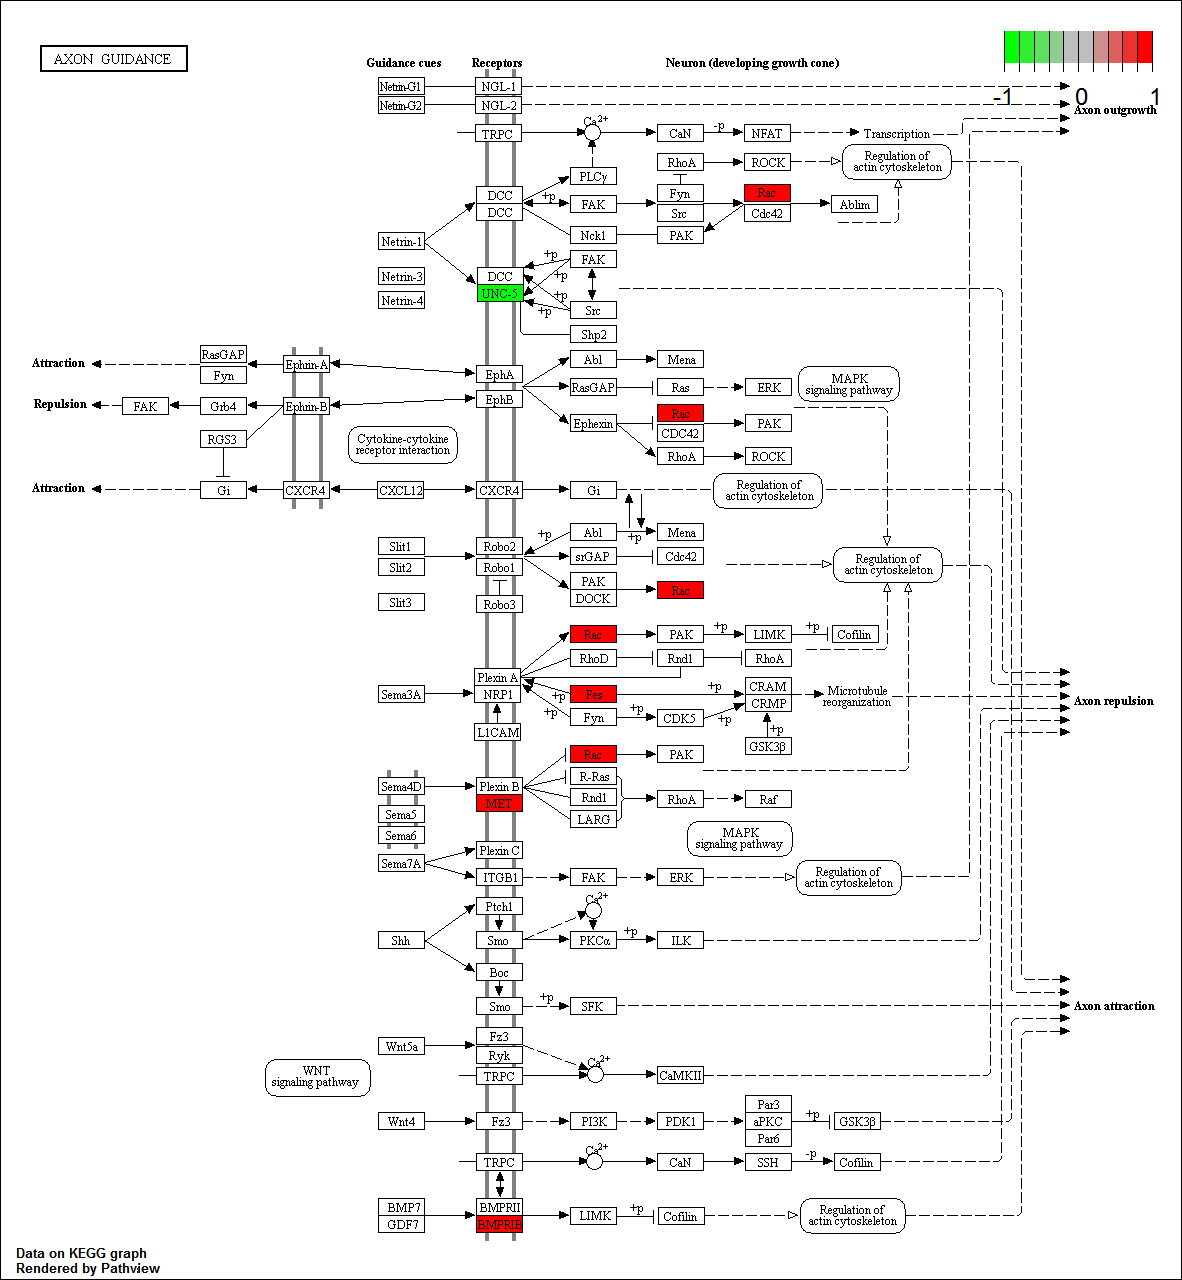 AXON GUIDANCE
Guidance cues
Receptors
Neuron (developing growth cone)
-1
0
1
Netrin-G1
NGL-1
Netrin-G2
NGL-2
Axon outgrowth
TRPC
Ca2+
CaN
-p
NFAT
Transcription
RhoA
ROCK
Regulation of
actin cytoskeleton
PLCγ
DCC
DCC
+p
FAK
Fyn
Src
Rac
Cdc42
Ablim
Nck1
PAK
Netrin-1
Netrin-3
Netrin-4
DCC
UNC-5
+p
+p
+p
+p
FAK
Src
Shp2
Attraction
RasGAP
Fyn
Ephrin-A
EphA
Abl
Mena
RasGAP
Ras
ERK
MAPK
signaling pathway
Repulsion
FAK
Grb4
Ephrin-B
EphB
RGS3
Ephexin
Rac
CDC42
PAK
RhoA
ROCK
Cytokine-cytokine
receptor interaction
Attraction
Gi
CXCR4
CXCL12
CXCR4
Gi
Regulation of
actin cytoskeleton
+p
Abl
+p
Mena
Slit1
Slit2
Slit3
Robo2
Robo1
Robo3
srGAP
Cdc42
PAK
DOCK
Rac
Regulation of
actin cytoskeleton
Rac
PAK
+p
LIMK
+p
Cofilin
RhoD
Rnd1
RhoA
Sema3A
Plexin A
NRP1
L1CAM
+p
Fes
+p
CRAM
CRMP
Microtubule
reorganization
Axon repulsion
+p
Fyn
+p
CDK5
+p
+p
GSK3β
Rac
PAK
Sema4D
Sema5
Sema6
Plexin B
MET
R-Ras
Rnd1
LARG
RhoA
Raf
MAPK
signaling pathway
Sema7A
Plexin C
ITGB1
FAK
ERK
Regulation of
actin cytoskeleton
Shh
Ptch1
Smo
Ca2+
PKCα
+p
ILK
Boc
Smo
+p
SFK
Axon attraction
Wnt5a
Fz3
Ryk
TRPC
Ca2+
CaMKII
WNT
signaling pathway
Wnt4
Fz3
PI3K
PDK1
Par3
aPKC
Par6
+p
GSK3β
TRPC
Ca2+
CaN
SSH
-p
Cofilin
BMP7
GDF7
BMPRII
BMPRIB
LIMK
+p
Cofilin
Regulation of
actin cytoskeleton
Data on KEGG graph
Rendered by Pathview